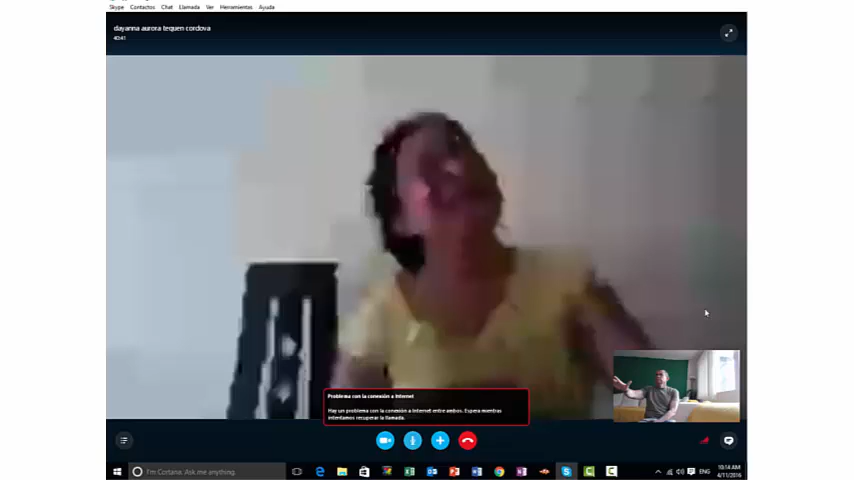 Skype Contactos Chat Llamada Ver Herramientas Ayuda
dayanna aurora tequen cordova
40:41
Problema con la conexión a Internet
Hay un problema con la conexión a Internet entre ambos. Espera mientras
intentamos recuperar la llamada.
I'm Cortana. Ask me anything.
ENG
10:14 AM
4/11/2016